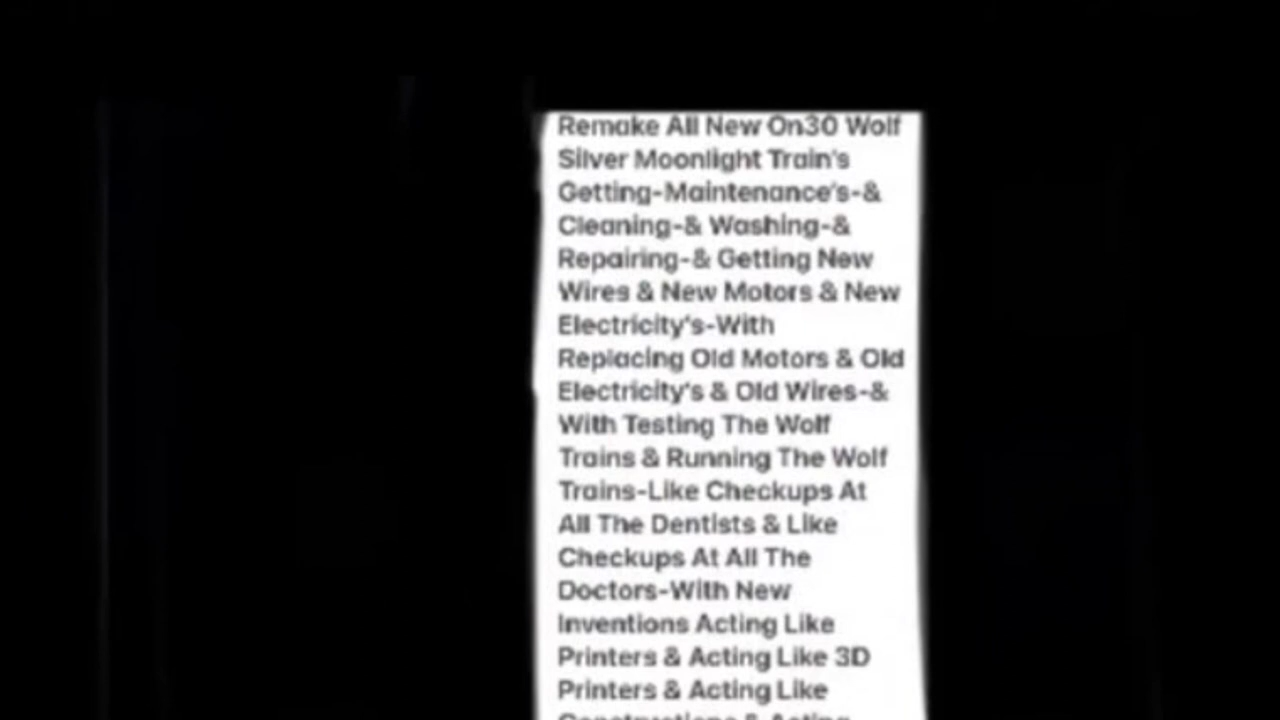 Remake All New On30 Wolf
Silver Moonlight Train's
Getting-Maintenance's-&
Cleaning-& Washing-&
Repairing-& Getting New
Wires & New Motors & New
Electricity's-With
Replacing Old Motors & Old
Electricity's & Old Wires-&
With Testing The Wolf
Trains & Running The Wolf
Trains-Like Checkups At
All The Dentists & Like
Checkups At All The
Doctors-With New
Inventions Acting Like
Printers & Acting Like 3D
Printers & Acting Like
Constructions & Acting